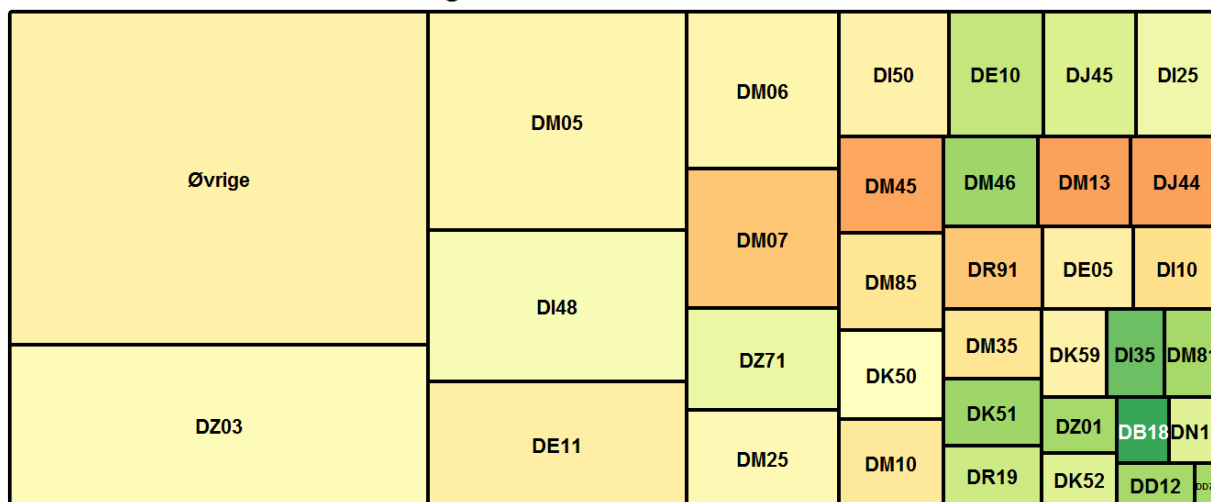 Øvrige
DZ03
DM05
DI48
DE11
DM06
DM07
DZ71
DM25
DI50
DE10
DJ45
DI25
DM45
DM46
DM13
DJ44
DM85
DR91
DE05
DI10
DK50
DM35
DK59
DI35
DM81
DK51
DZ01
DB18
DM10
DR19
DK52
DD12